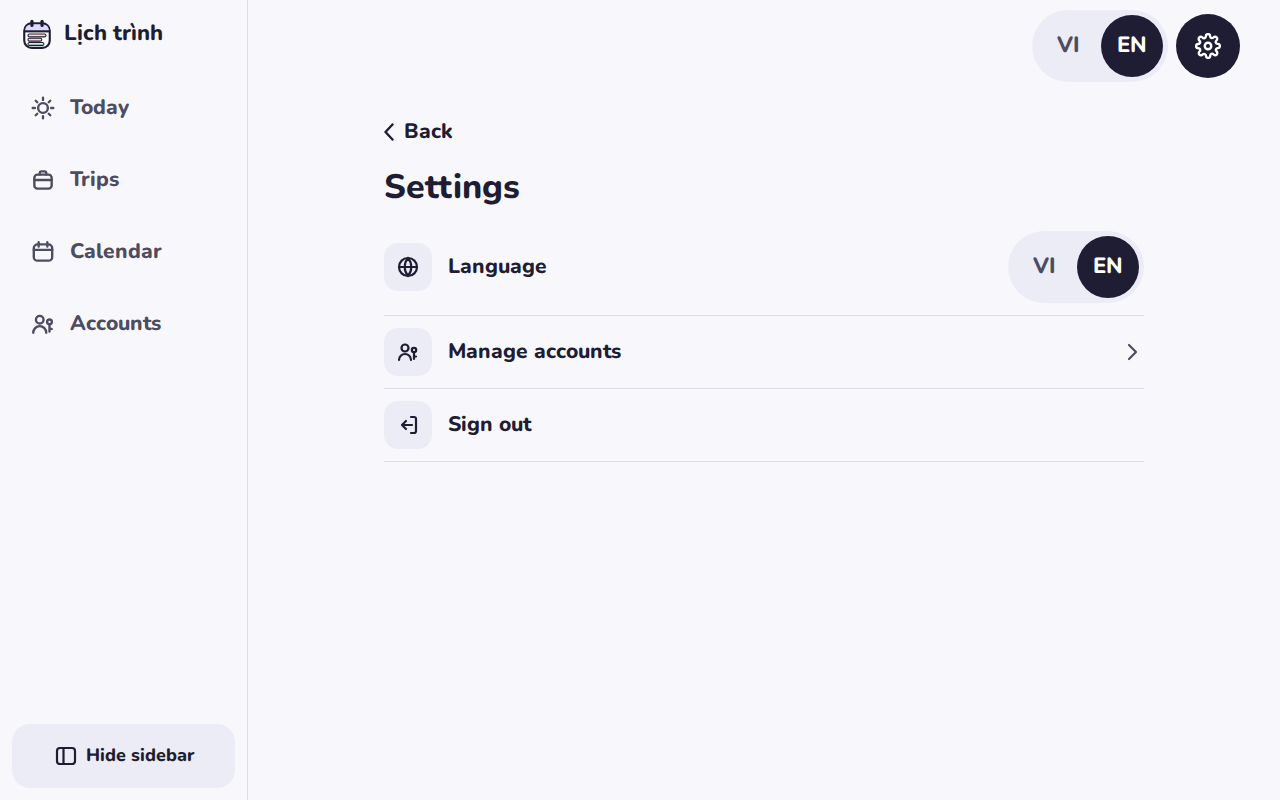 Lịch trình
VI EN
Today
Trips
Calendar
Accounts
Back
Settings
Language
VI EN
Manage accounts
Sign out
Hide sidebar